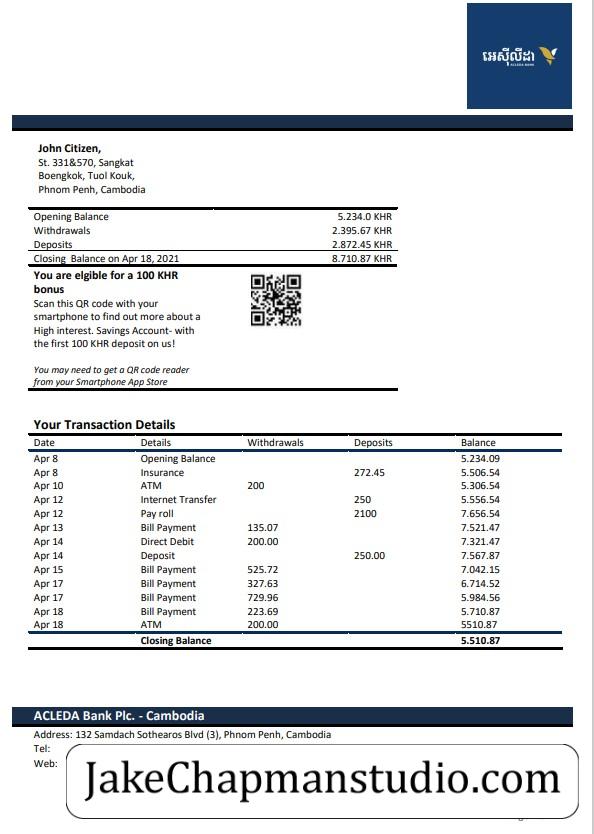 អេស៊ីលីដា
ACLEDA BANK
John Citizen,
St. 331&570, Sangkat
Boengkok, Tuol Kouk,
Phnom Penh, Cambodia
Opening Balance 5.234.0 KHR
Withdrawals 2.395.67 KHR
Deposits 2.872.45 KHR
Closing Balance on Apr 18, 2021 8.710.87 KHR
You are elgible for a 100 KHR
bonus
Scan this QR code with your
smartphone to find out more about a
High interest. Savings Account- with
the first 100 KHR deposit on us!
You may need to get a QR code reader
from your Smartphone App Store
Your Transaction Details
Date Details Withdrawals Deposits Balance
Apr 8 Opening Balance 5.234.09
Apr 8 Insurance 272.45 5.506.54
Apr 10 ATM 200 5.306.54
Apr 12 Internet Transfer 250 5.556.54
Apr 12 Pay roll 2100 7.656.54
Apr 13 Bill Payment 135.07 7.521.47
Apr 14 Direct Debit 200.00 7.321.47
Apr 14 Deposit 250.00 7.567.87
Apr 15 Bill Payment 525.72 7.042.15
Apr 17 Bill Payment 327.63 6.714.52
Apr 17 Bill Payment 729.96 5.984.56
Apr 18 Bill Payment 223.69 5.710.87
Apr 18 ATM 200.00 5510.87
Closing Balance 5.510.87
ACLEDA Bank Plc. - Cambodia
Address: 132 Samdach Sothearos Blvd (3), Phnom Penh, Cambodia
Tel:
Web:
JakeChapmanstudio.com